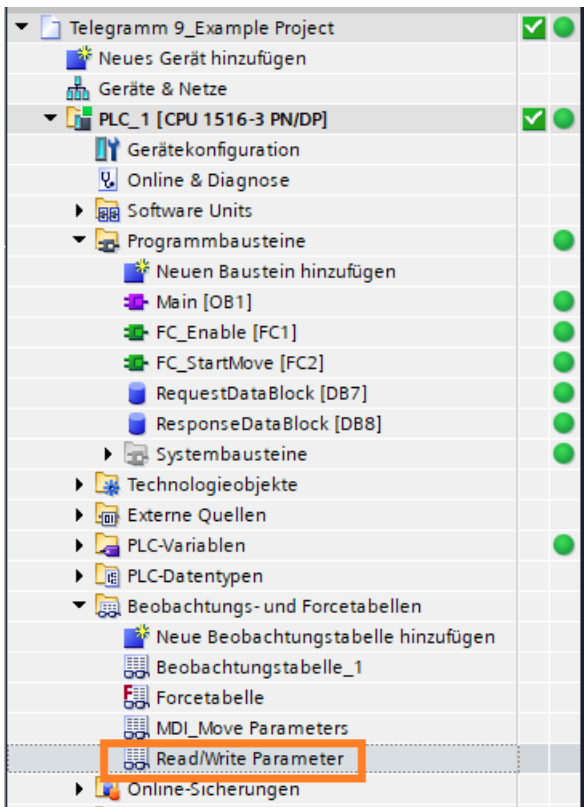 Telegramm 9_Example Project
Neues Gerät hinzufügen
Geräte & Netze
PLC_1 [CPU 1516-3 PN/DP]
Gerätekonfiguration
Online & Diagnose
Software Units
Programmbausteine
Neuen Baustein hinzufügen
Main [OB1]
FC_Enable [FC1]
FC_StartMove [FC2]
RequestDataBlock [DB7]
ResponseDataBlock [DB8]
Systembausteine
Technologieobjekte
Externe Quellen
PLC-Variablen
PLC-Datentypen
Beobachtungs- und Forcetabellen
Neue Beobachtungstabelle hinzufügen
Beobachtungstabelle_1
Forcetabelle
MDI_Move Parameters
Read/Write Parameter
Online-Sicherungen